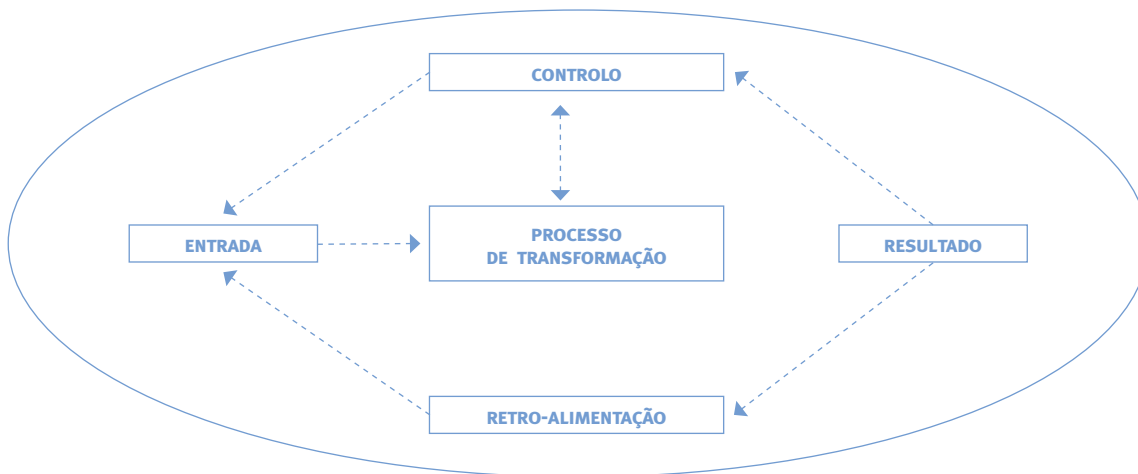 CONTROLO
ENTRADA
PROCESSO
DE TRANSFORMAÇÃO
RESULTADO
RETRO-ALIMENTAÇÃO